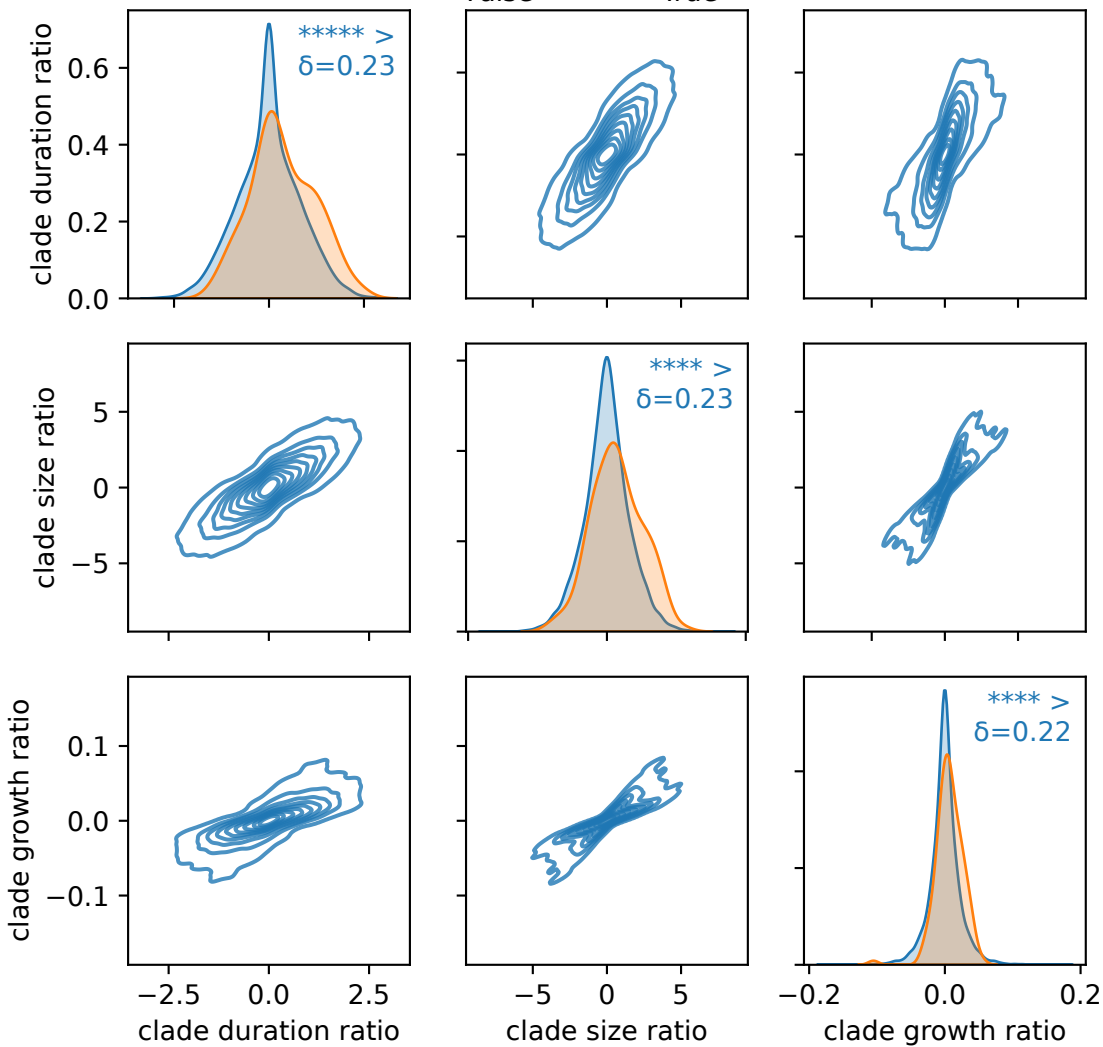 clade duration ratio
0.6
0.4
0.2
0.0
***** >
δ=0.23
clade size ratio
5
0
−5
**** >
δ=0.23
clade growth ratio
0.1
0.0
−0.1
**** >
δ=0.22
−2.5 0.0 2.5
clade duration ratio
−5 0 5
clade size ratio
−0.2 0.0 0.2
clade growth ratio